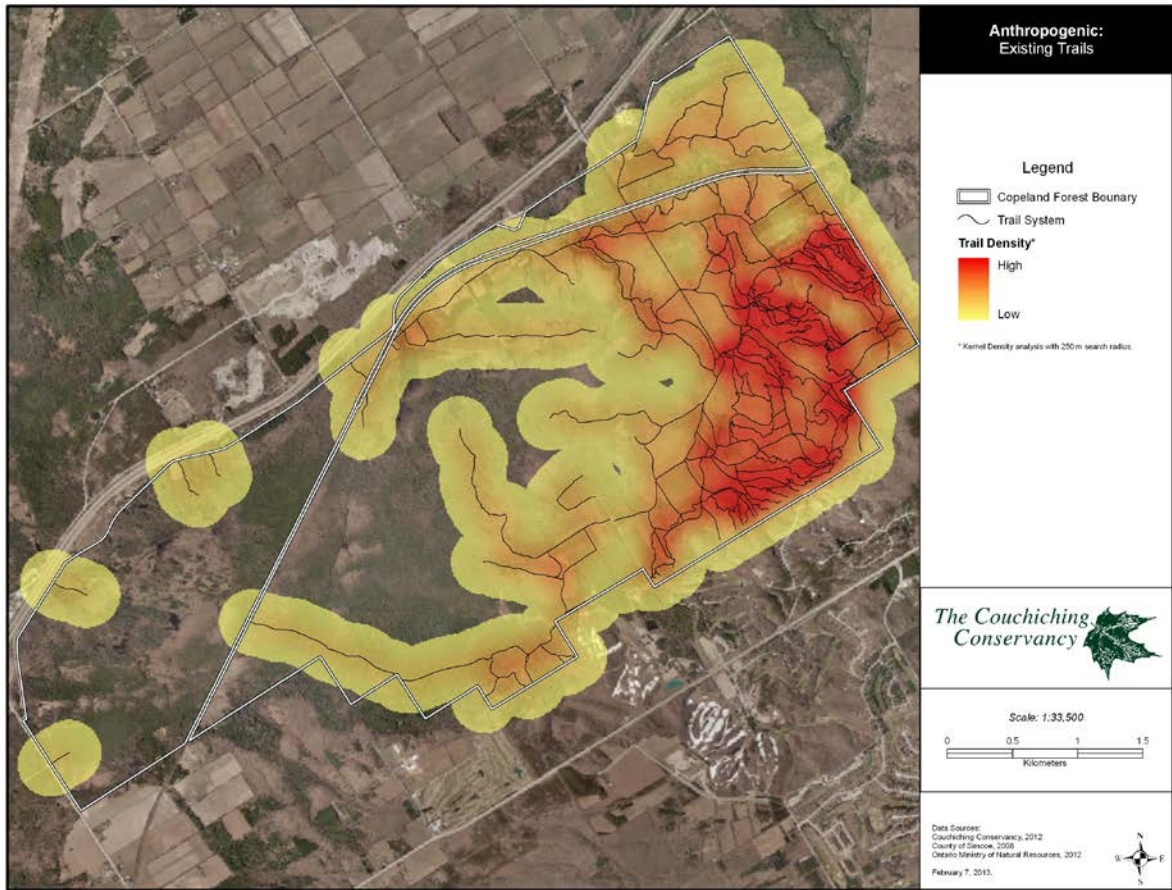 Anthropogenic:
Existing Trails
Legend
Copeland Forest Bounary
Trail System
Trail Density*
High
Low
* Kernel Density analysis with 250 m search radius.
The Couchiching
Conservancy
Scale: 1:33,500
0 0.5 1 1.5
Kilometers
Data Sources:
Couchiching Conservancy, 2012
County of Simcoe, 2008
Ontario Ministry of Natural Resources, 2012
February 7, 2013.
N
W E
S